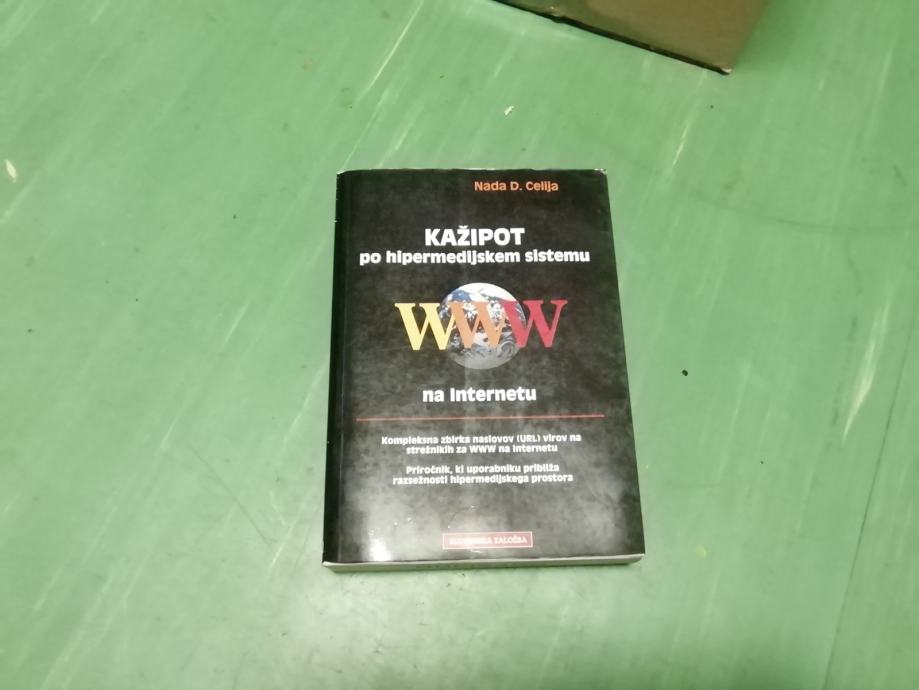 Nada D. Celija
KAŽIPOT
po hipermedijskem sistemu
WWW
na Internetu
Kompleksna zbirka naslovov (URL) virov na
strežnikih za WWW na Internetu
Priročnik, ki uporabniku približa
razsežnosti hipermedijskega prostora
ZALOŽBA